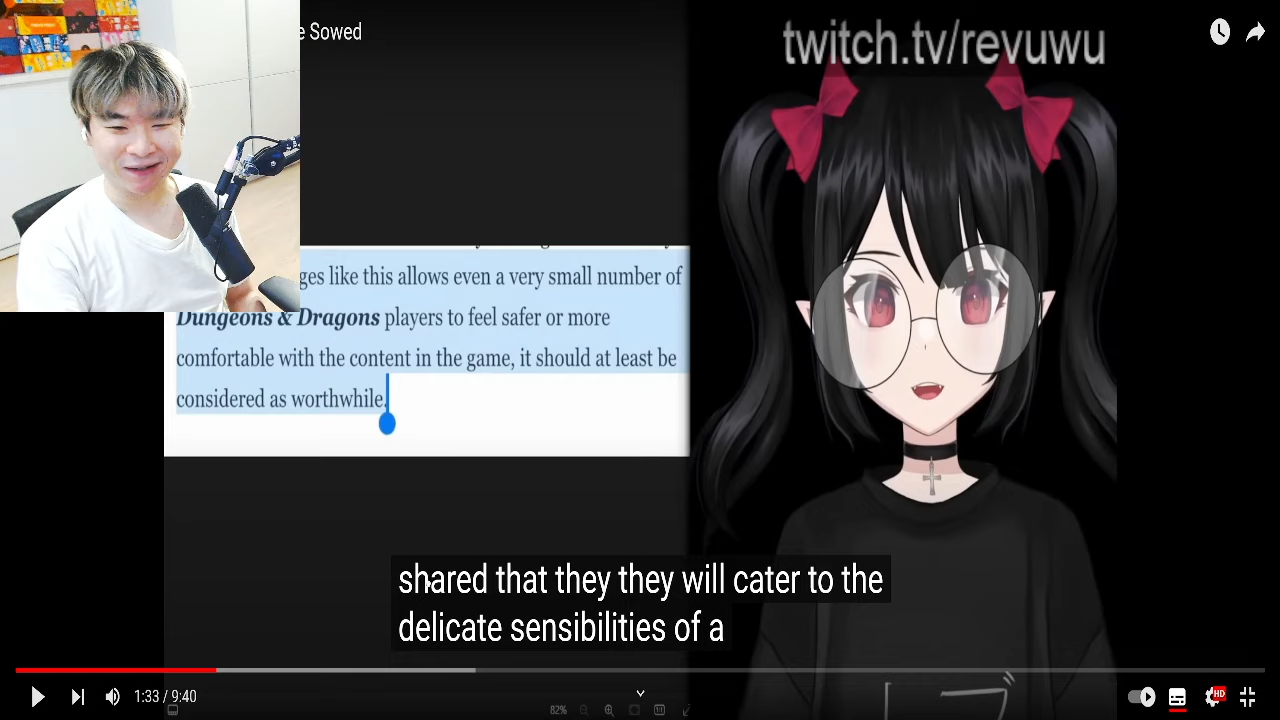 e Sowed
twitch.tv/revuwu
ges like this allows even a very small number of
Dungeons & Dragons players to feel safer or more
comfortable with the content in the game, it should at least be
considered as worthwhile.
shared that they they will cater to the
delicate sensibilities of a
1:33 / 9:40
HD
82%